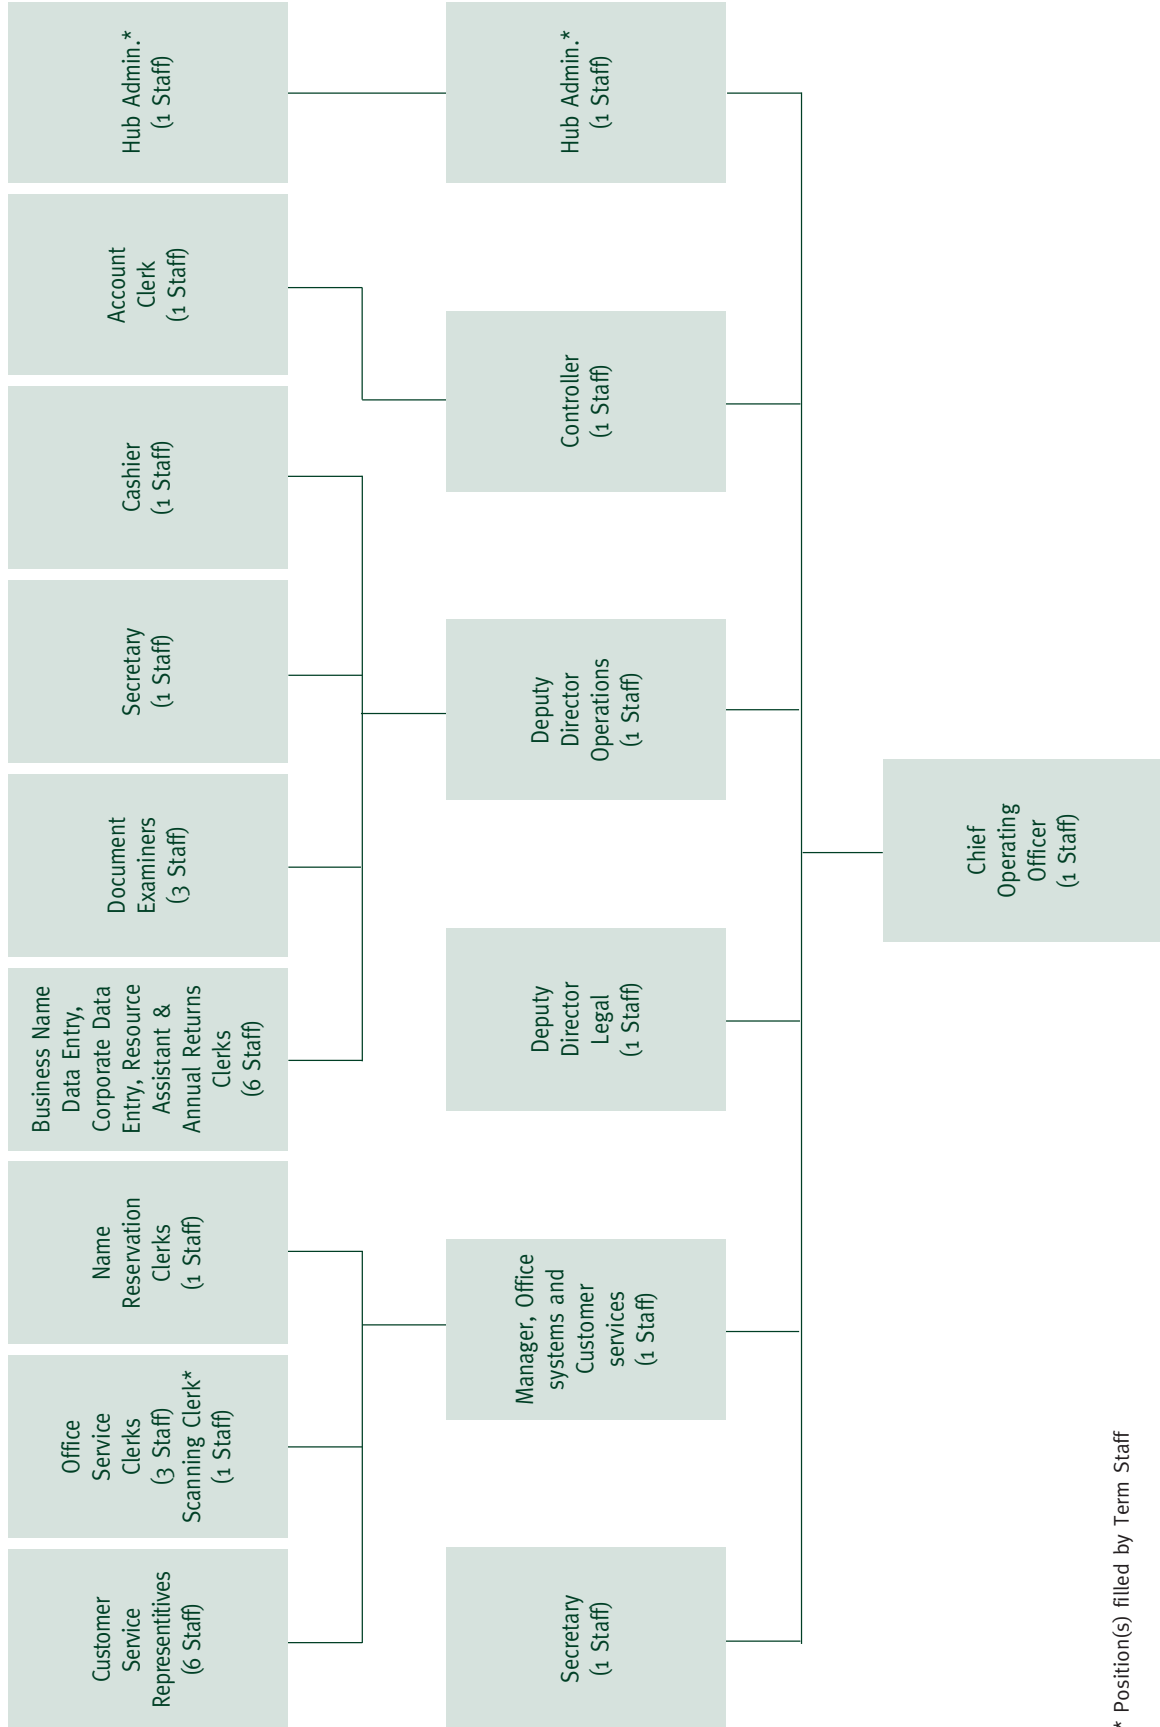 Customer
Service
Representitives
(6 Staff)
Office
Service
Clerks
(3 Staff)
Scanning Clerk*
(1 Staff)
Name
Reservation
Clerks
(1 Staff)
Business Name
Data Entry,
Corporate Data
Entry, Resource
Assistant &
Annual Returns
Clerks
(6 Staff)
Document
Examiners
(3 Staff)
Secretary
(1 Staff)
Cashier
(1 Staff)
Account
Clerk
(1 Staff)
Hub Admin.*
(1 Staff)
Secretary
(1 Staff)
Manager, Office
systems and
Customer
services
(1 Staff)
Deputy
Director
Legal
(1 Staff)
Deputy
Director
Operations
(1 Staff)
Controller
(1 Staff)
Hub Admin.*
(1 Staff)
Chief
Operating
Officer
(1 Staff)
* Position(s) filled by Term Staff